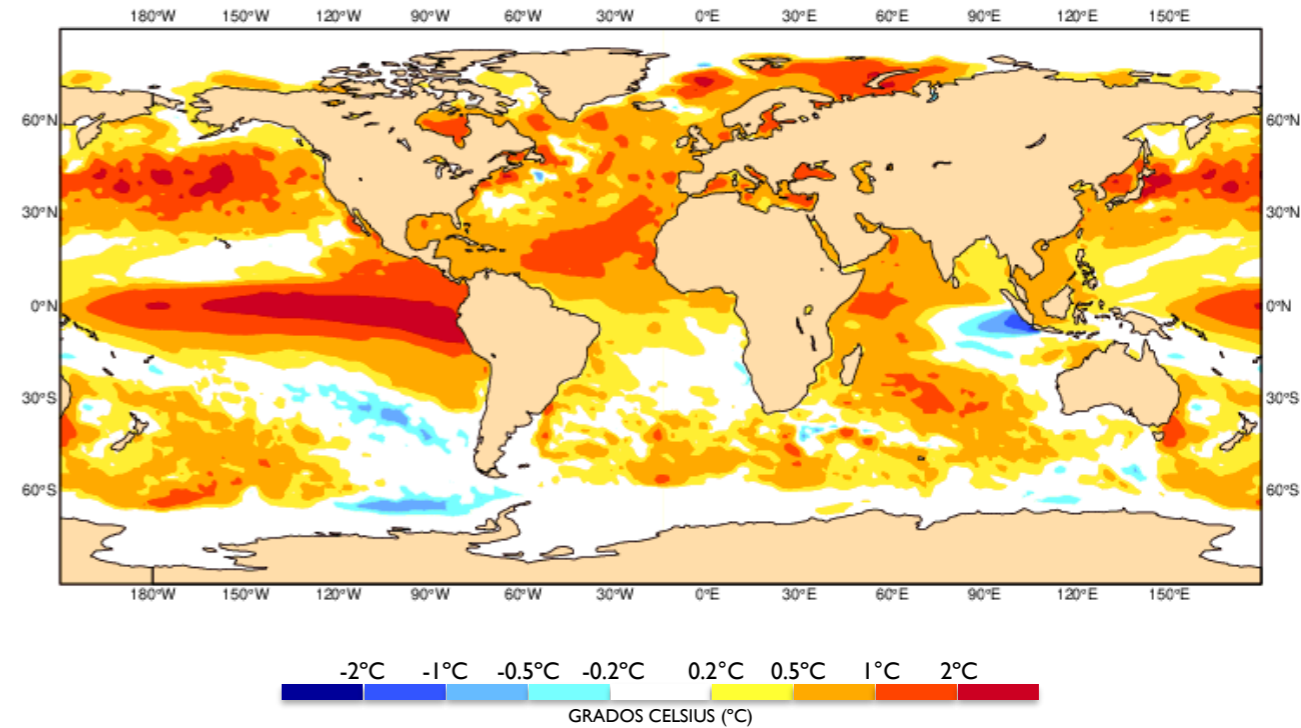 180°W 150°W 120°W 90°W 60°W 30°W 0°E 30°E 60°E 90°E 120°E 150°E
60°N 60°N
30°N 30°N
0°N 0°N
30°S 30°S
60°S 60°S
180°W 150°W 120°W 90°W 60°W 30°W 0°E 30°E 60°E 90°E 120°E 150°E
-2°C -1°C -0.5°C -0.2°C 0.2°C 0.5°C 1°C 2°C
GRADOS CELSIUS (°C)